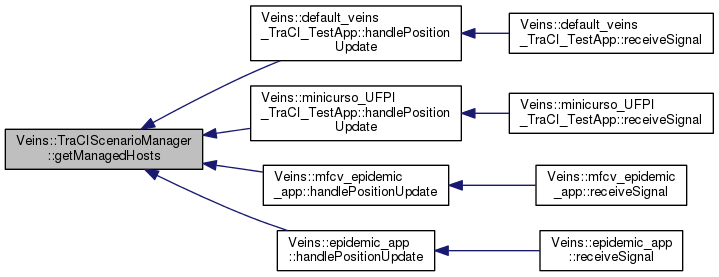 Veins::default_veins
_TraCI_TestApp::handlePosition
Update
Veins::default_veins
_TraCI_TestApp::receiveSignal
Veins::minicurso_UFPI
_TraCI_TestApp::handlePosition
Update
Veins::minicurso_UFPI
_TraCI_TestApp::receiveSignal
Veins::TraCIScenarioManager
::getManagedHosts
Veins::mfcv_epidemic
_app::handlePositionUpdate
Veins::mfcv_epidemic
_app::receiveSignal
Veins::epidemic_app
::handlePositionUpdate
Veins::epidemic_app
::receiveSignal